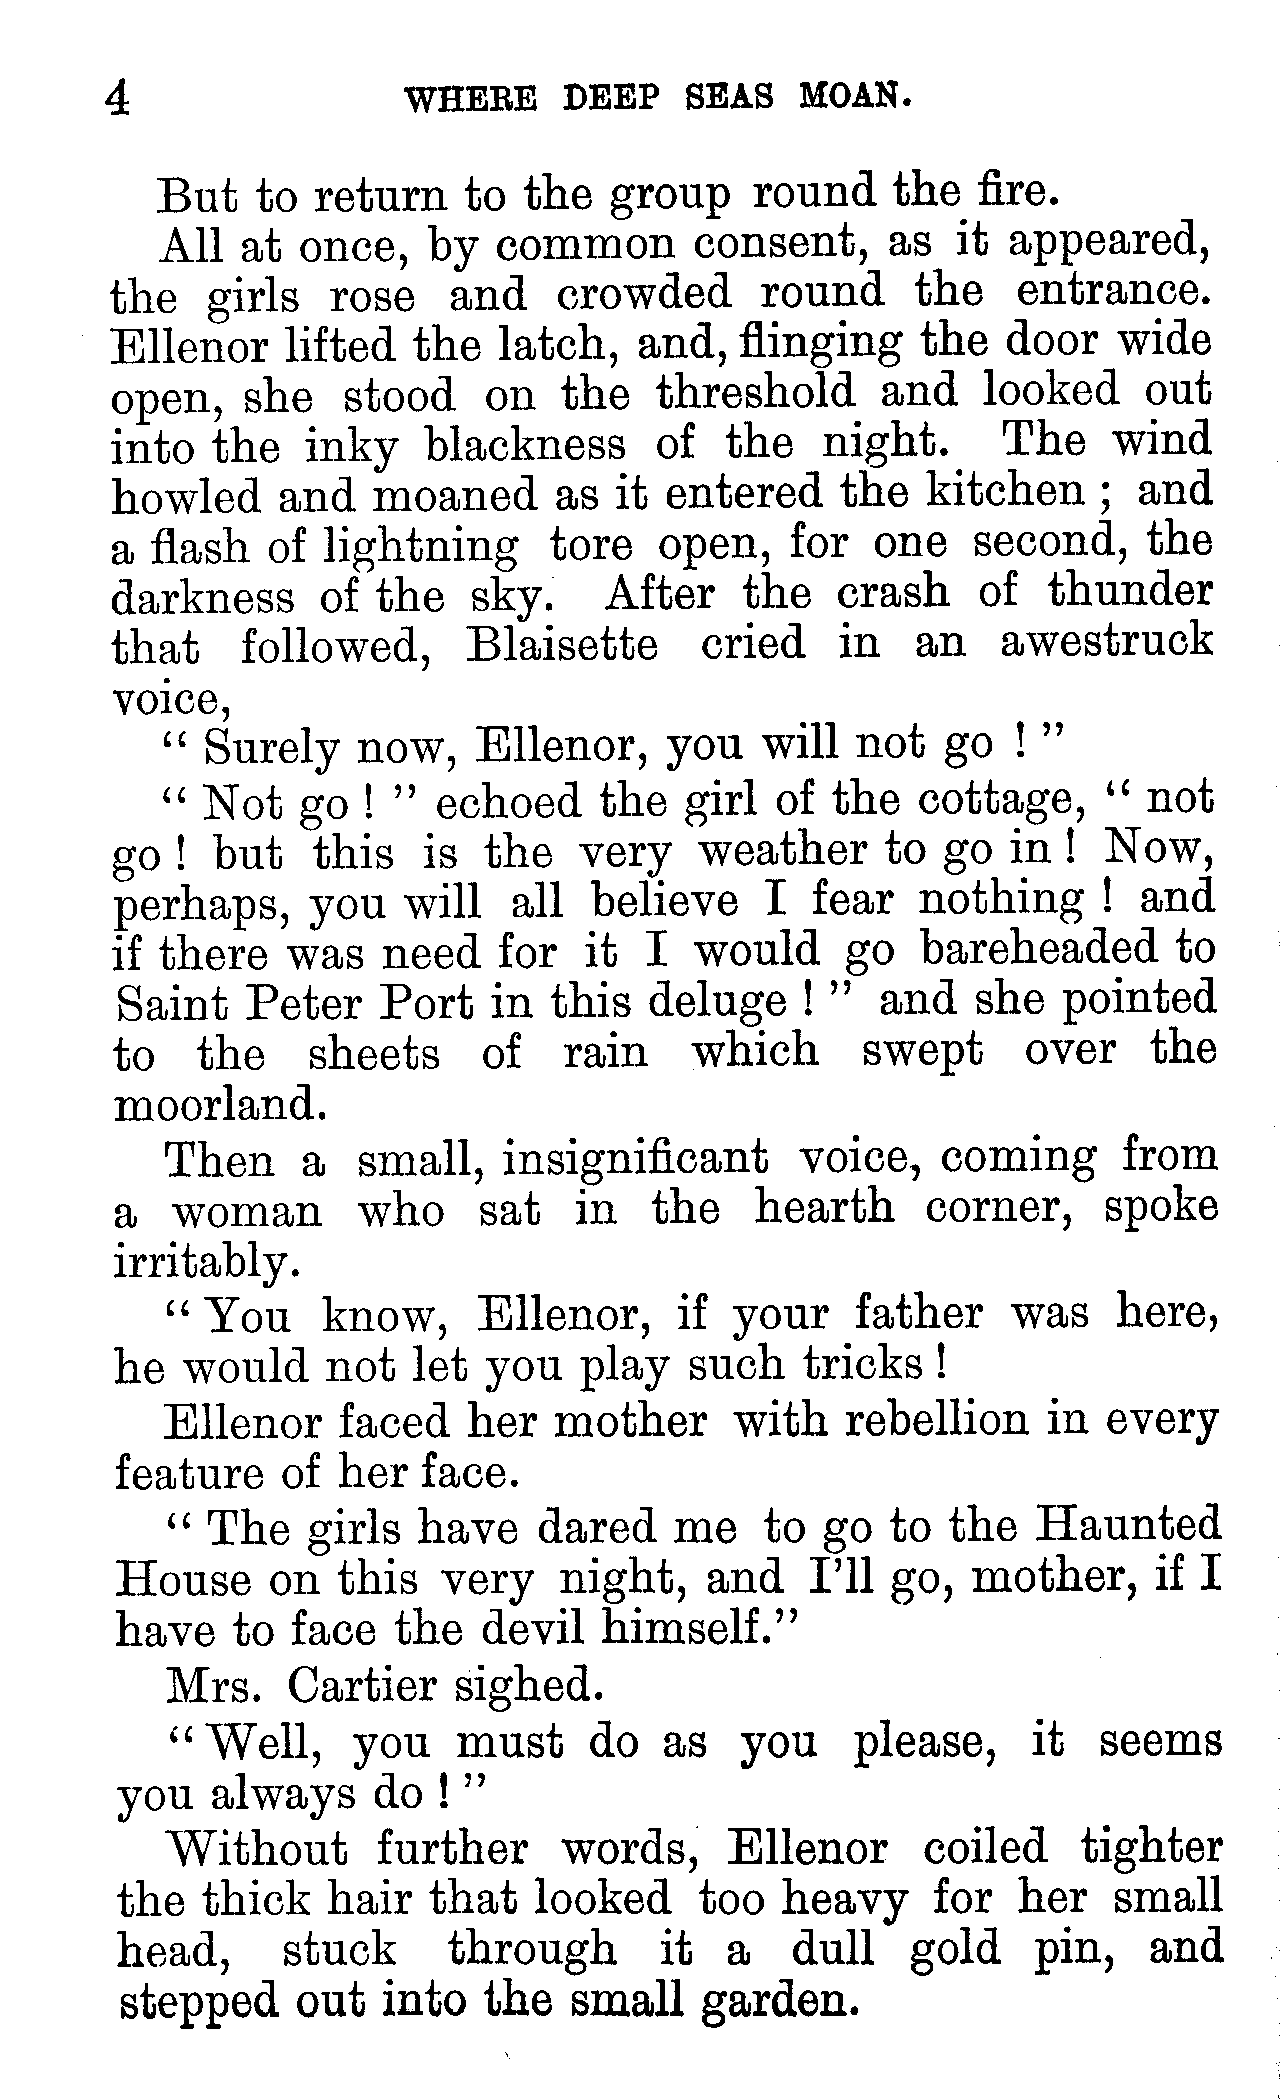 4 WHERE DEEP SEAS MOAN.
But to return to the group round the fire.
All at once, by common consent, as it appeared,
the girls rose and crowded round the entrance.
Ellenor lifted the latch, and, flinging the door wide
open, she stood on the threshold and looked out
into the inky blackness of the night. The wind
howled and moaned as it entered the kitchen ; and
a flash of lightning tore open, for one second, the
darkness of the sky. After the crash of thunder
that followed, Blaisette cried in an awestruck
voice,
“ Surely now, Ellenor, you will not go ! ”
“ Not go ! ” echoed the girl of the cottage, “ not
go ! but this is the very weather to go in ! Now,
perhaps, you will all believe I fear nothing ! and
if there was need for it I would go bareheaded to
Saint Peter Port in this deluge ! ” and she pointed
to the sheets of rain which swept over the
moorland.
Then a small, insignificant voice, coming from
a woman who sat in the hearth corner, spoke
irritably.
“ You know, Ellenor, if your father was here,
he would not let you play such tricks !
Ellenor faced her mother with rebellion in every
feature of her face.
“ The girls have dared me to go to the Haunted
House on this very night, and I’ll go, mother, if I
have to face the devil himself.”
Mrs. Cartier sighed.
“ Well, you must do as you please, it seems
you always do ! ”
Without further words, Ellenor coiled tighter
the thick hair that looked too heavy for her small
head, stuck through it a dull gold pin, and
stepped out into the small garden.